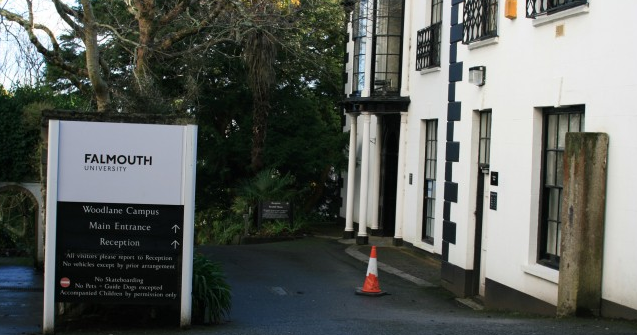 FALMOUTH
UNIVERSITY
Woodlane Campus
Main Entrance ↑
Reception ↑
All visitors please report to Reception
No vehicles except by prior arrangement
No Skateboarding
No Pets - Guide Dogs excepted
Accompanied Children by permission only